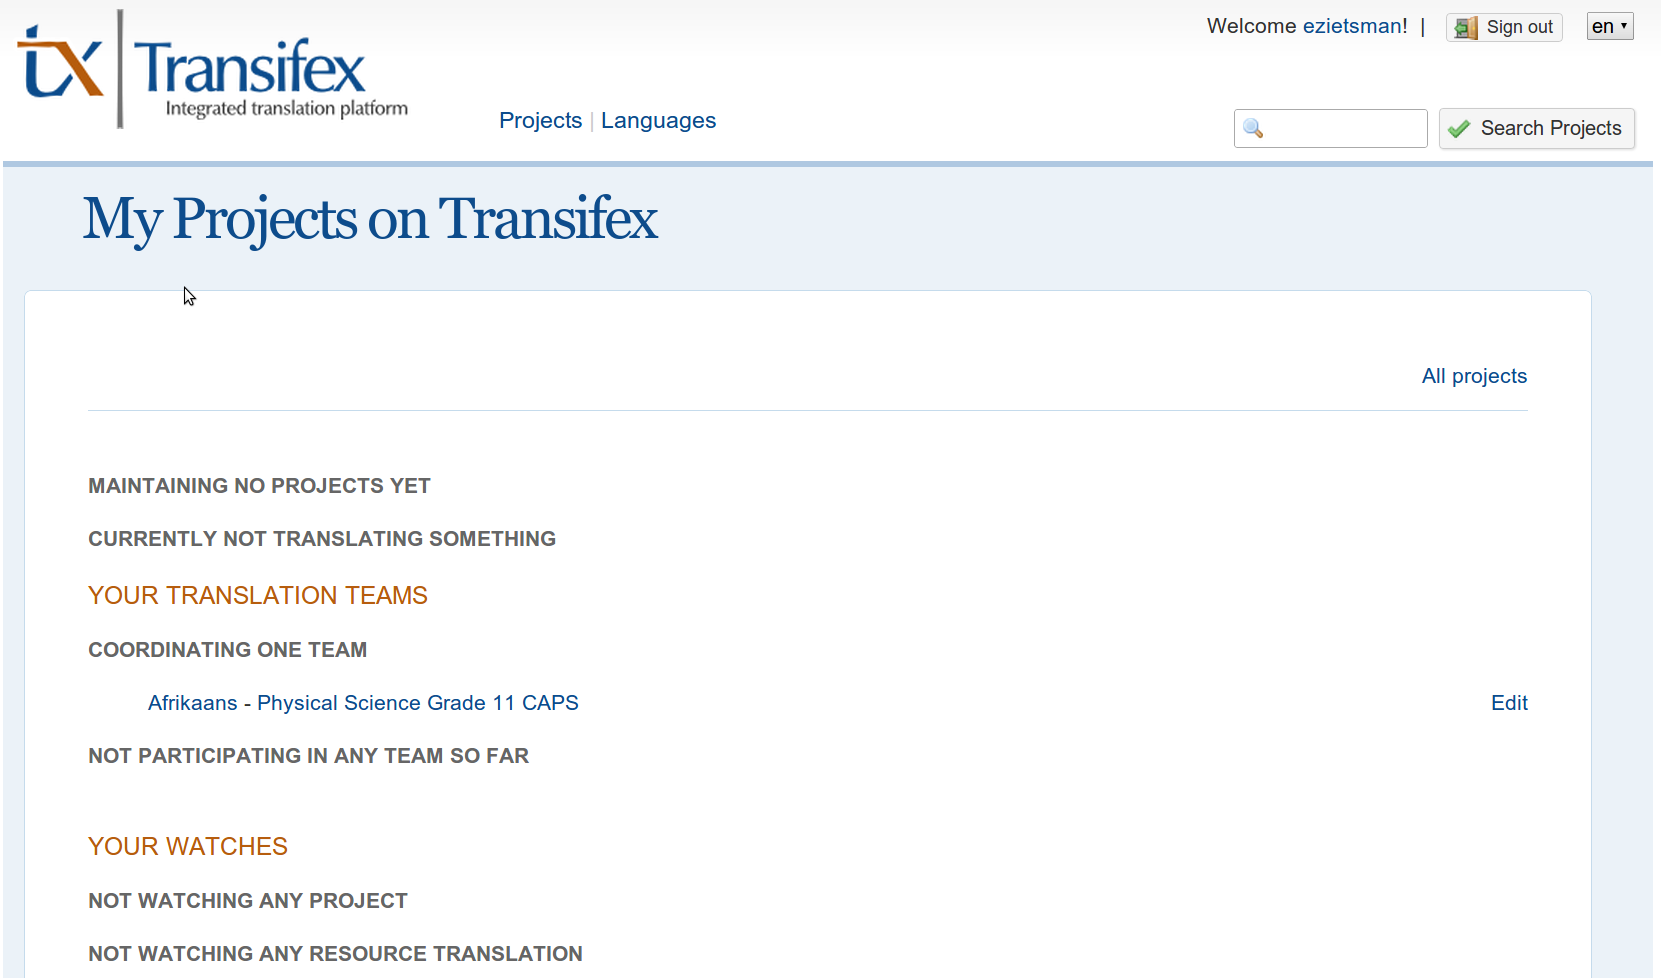 Welcome ezietsman! | Sign out en
tx Transifex
Integrated translation platform
Projects | Languages
Search Projects
My Projects on Transifex
All projects
MAINTAINING NO PROJECTS YET
CURRENTLY NOT TRANSLATING SOMETHING
YOUR TRANSLATION TEAMS
COORDINATING ONE TEAM
Afrikaans - Physical Science Grade 11 CAPS Edit
NOT PARTICIPATING IN ANY TEAM SO FAR
YOUR WATCHES
NOT WATCHING ANY PROJECT
NOT WATCHING ANY RESOURCE TRANSLATION